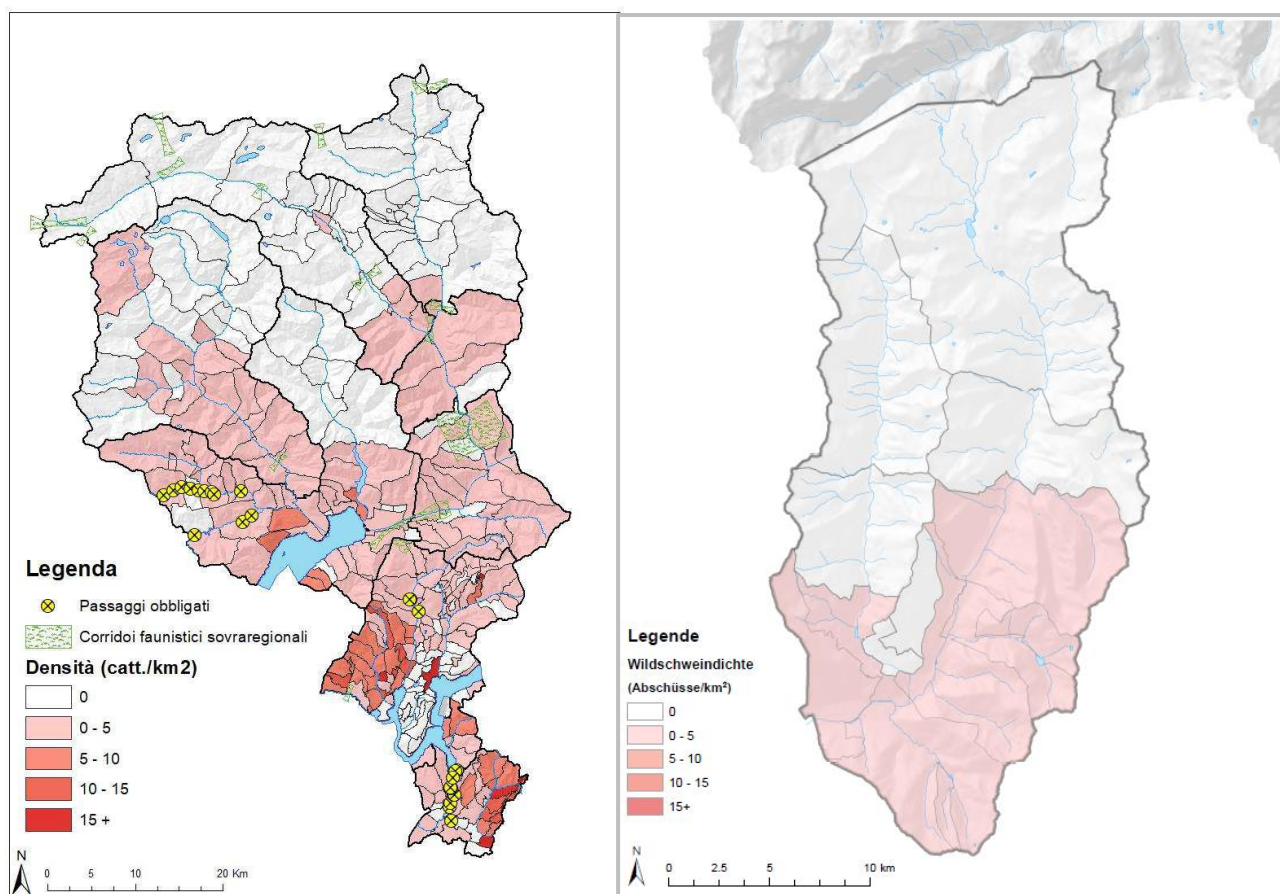 Legenda
Passaggi obbligati
Corridoi faunistici sovraregionali
Densità (catt./km2)
0
0 - 5
5 - 10
10 - 15
15 +
N
0 5 10 20 Km
Legende
Wildschweindichte
(Abschüsse/km²)
0
0 - 5
5 - 10
10 - 15
15+
N
0 2.5 5 10 km